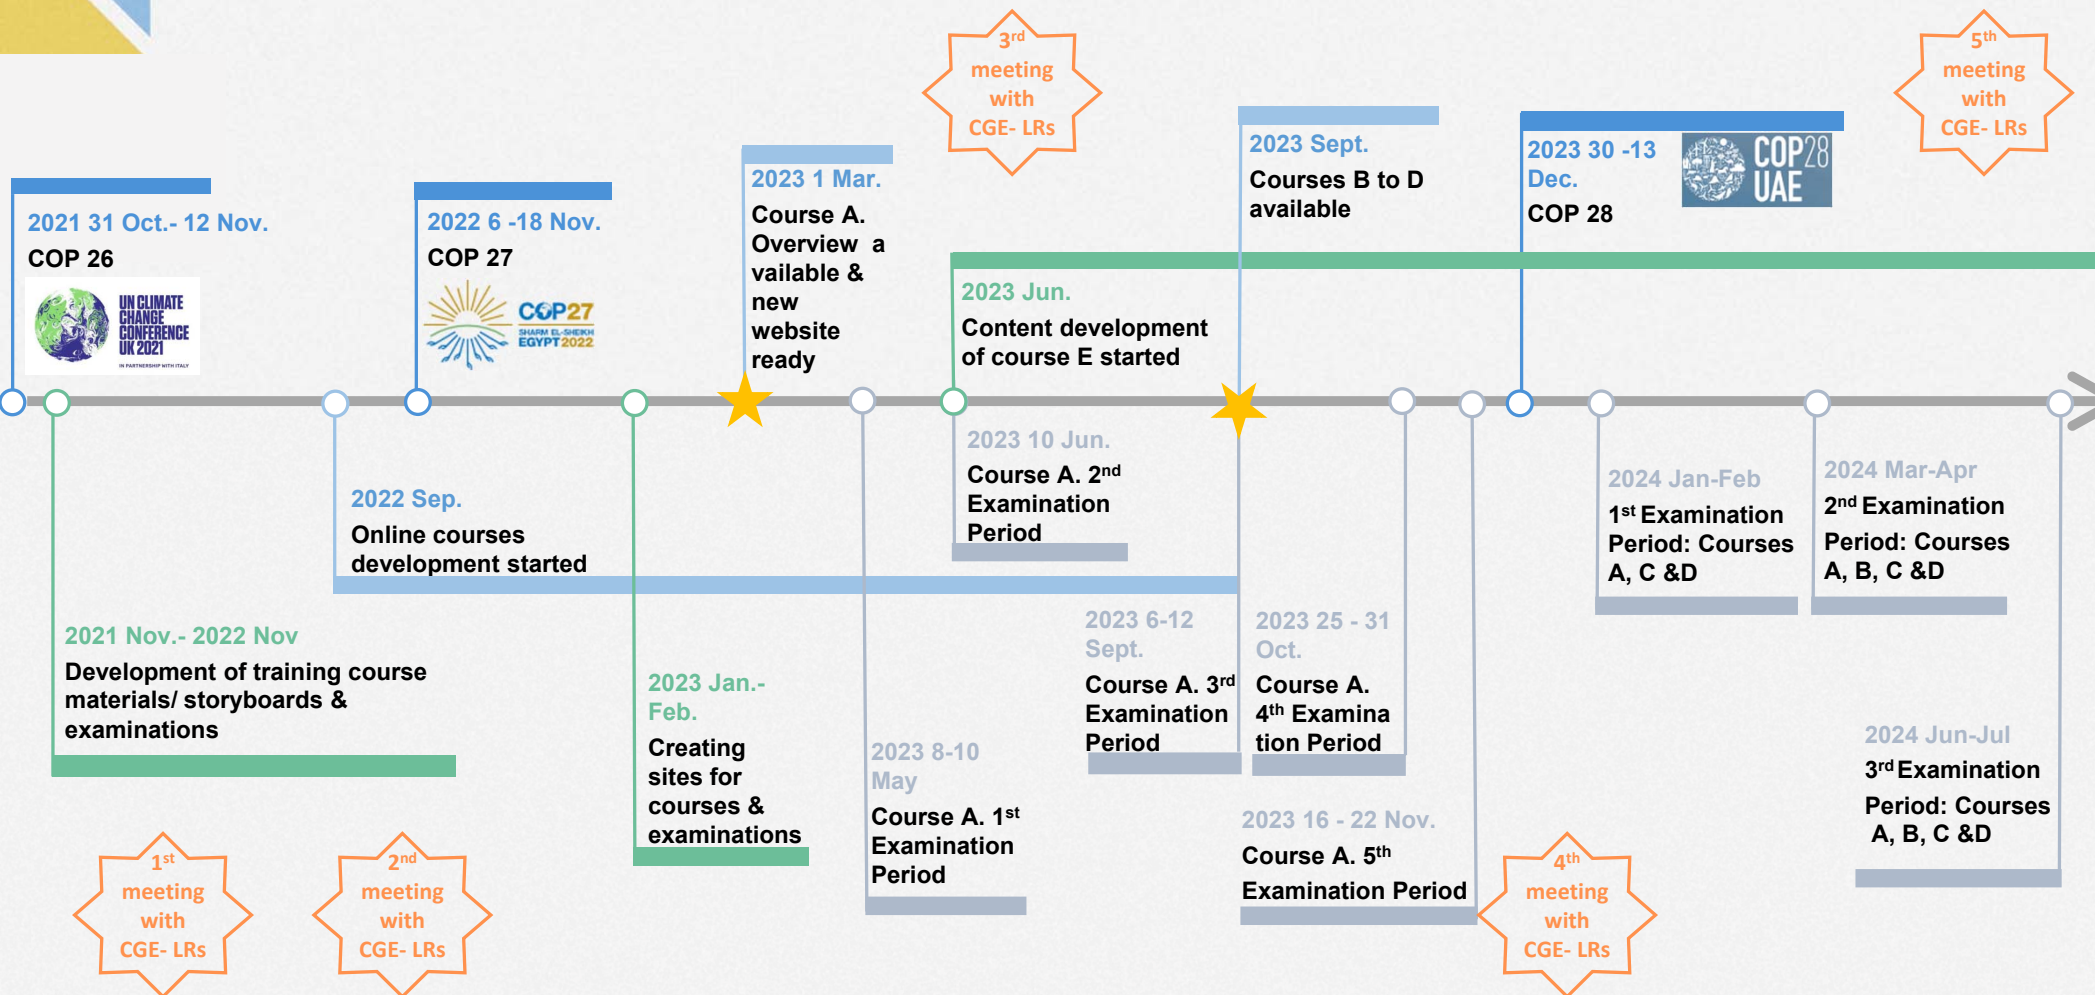 3rd
meeting
with
CGE- LRs
5th
meeting
with
CGE- LRs
2021 31 Oct.- 12 Nov.
COP 26
UN CLIMATE
CHANGE
CONFERENCE
UK 2021
IN PARTNERSHIP WITH ITALY
2022 6 -18 Nov.
COP 27
COP27
SHARM EL-SHEIKH
EGYPT 2022
2023 1 Mar.
Course A.
Overview a
vailable &
new
website
ready
2023 Jun.
Content development
of course E started
2023 Sept.
Courses B to D
available
2023 30 -13
Dec.
COP 28
COP28
UAE
2021 Nov.- 2022 Nov
Development of training course
materials/ storyboards &
examinations
2022 Sep.
Online courses
development started
2023 Jan.-
Feb.
Creating
sites for
courses &
examinations
2023 8-10
May
Course A. 1st
Examination
Period
2023 10 Jun.
Course A. 2nd
Examination
Period
2023 6-12
Sept.
Course A. 3rd
Examination
Period
2023 25 - 31
Oct.
Course A.
4th Examina
tion Period
2023 16 - 22 Nov.
Course A. 5th
Examination Period
2024 Jan-Feb
1st Examination
Period: Courses
A, C &D
2024 Mar-Apr
2nd Examination
Period: Courses
A, B, C &D
2024 Jun-Jul
3rd Examination
Period: Courses
A, B, C &D
1st
meeting
with
CGE- LRs
2nd
meeting
with
CGE- LRs
4th
meeting
with
CGE- LRs